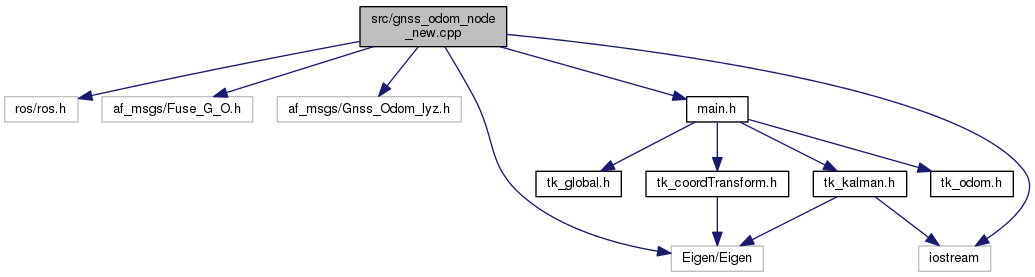 src/gnss_odom_node
_new.cpp
ros/ros.h
af_msgs/Fuse_G_O.h
af_msgs/Gnss_Odom_lyz.h
main.h
tk_global.h
tk_coordTransform.h
tk_kalman.h
tk_odom.h
Eigen/Eigen
iostream